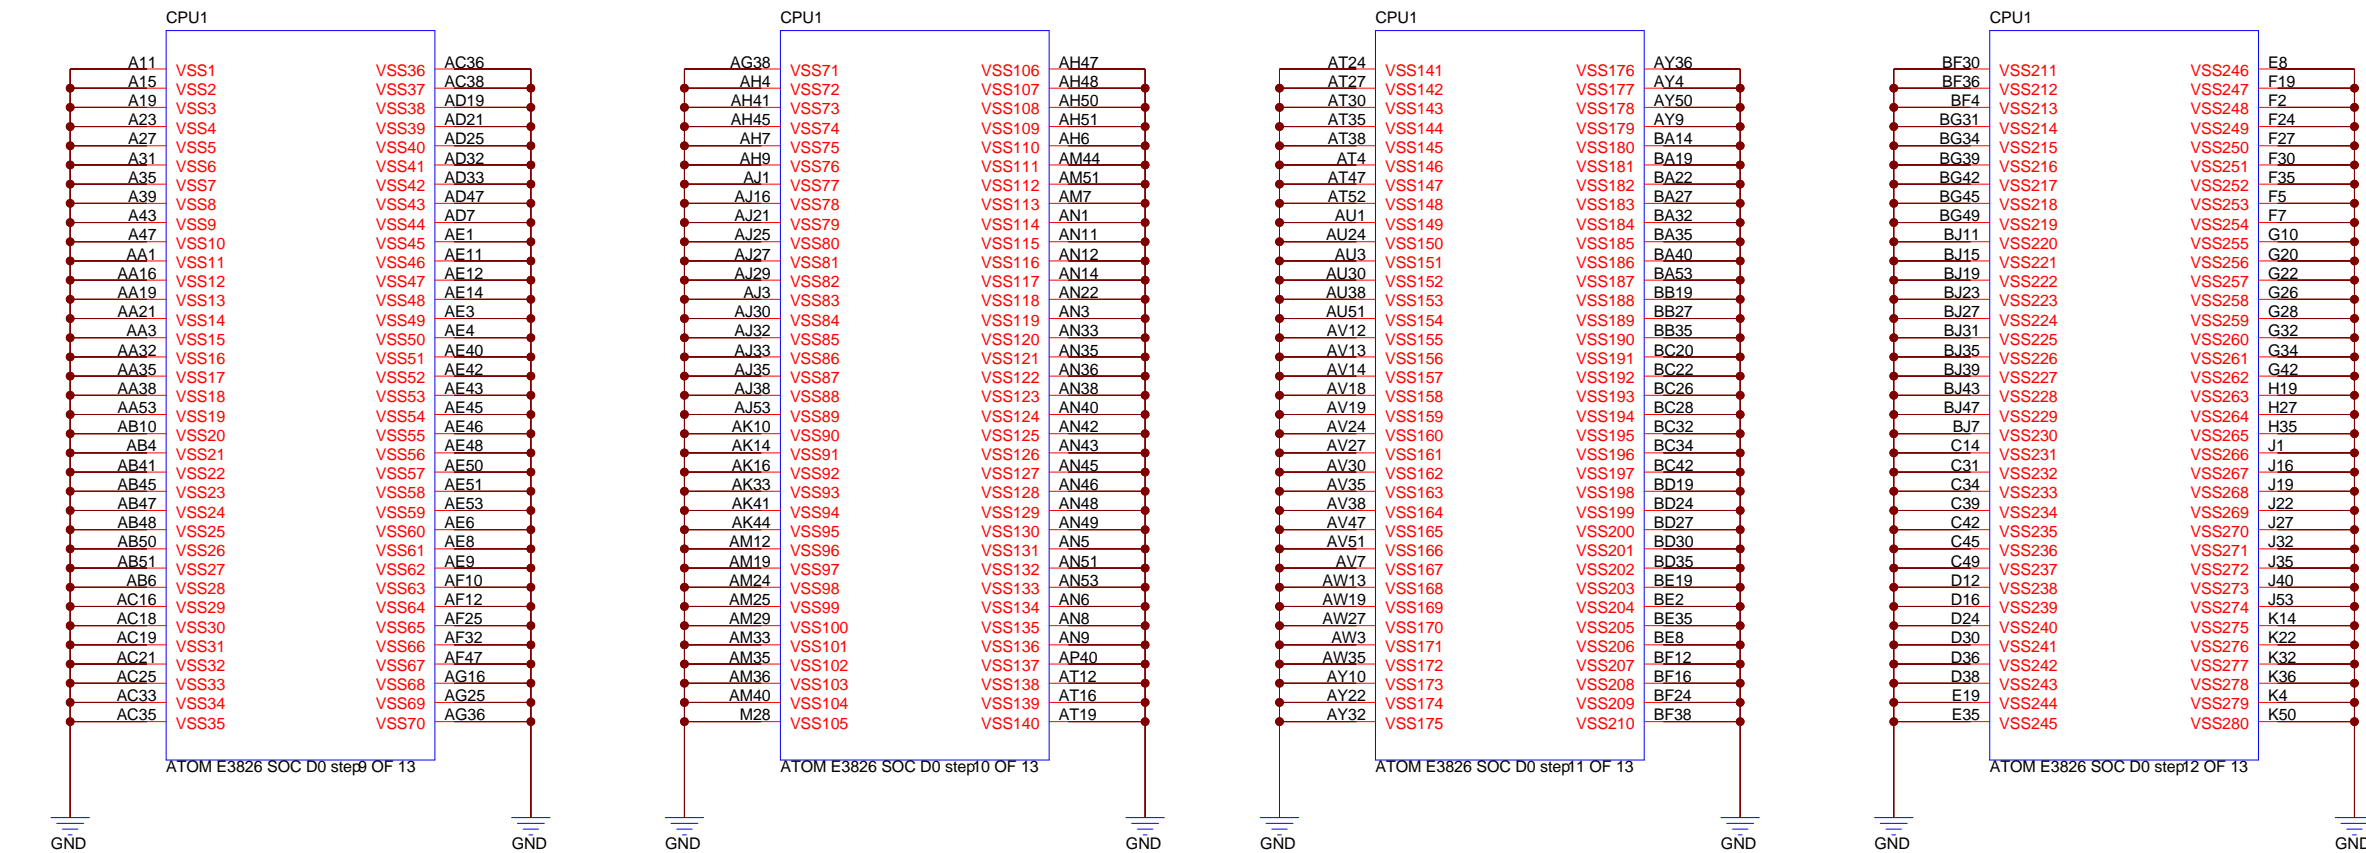 CPU1
A11 VSS1 VSS36 AC36
A15 VSS2 VSS37 AC38
A19 VSS3 VSS38 AD19
A23 VSS4 VSS39 AD21
A27 VSS5 VSS40 AD25
A31 VSS6 VSS41 AD32
A35 VSS7 VSS42 AD33
A39 VSS8 VSS43 AD47
A43 VSS9 VSS44 AD7
A47 VSS10 VSS45 AE1
AA1 VSS11 VSS46 AE11
AA16 VSS12 VSS47 AE12
AA19 VSS13 VSS48 AE14
AA21 VSS14 VSS49 AE3
AA3 VSS15 VSS50 AE4
AA32 VSS16 VSS51 AE40
AA35 VSS17 VSS52 AE42
AA38 VSS18 VSS53 AE43
AA53 VSS19 VSS54 AE45
AB10 VSS20 VSS55 AE46
AB4 VSS21 VSS56 AE48
AB41 VSS22 VSS57 AE50
AB45 VSS23 VSS58 AE51
AB47 VSS24 VSS59 AE53
AB48 VSS25 VSS60 AE6
AB50 VSS26 VSS61 AE8
AB51 VSS27 VSS62 AE9
AB6 VSS28 VSS63 AF10
AC16 VSS29 VSS64 AF12
AC18 VSS30 VSS65 AF25
AC19 VSS31 VSS66 AF32
AC21 VSS32 VSS67 AF47
AC25 VSS33 VSS68 AG16
AC33 VSS34 VSS69 AG25
AC35 VSS35 VSS70 AG36
ATOM E3826 SOC D0 step9 OF 13
GND GND
CPU1
AG38 VSS71 VSS106 AH47
AH4 VSS72 VSS107 AH48
AH41 VSS73 VSS108 AH50
AH45 VSS74 VSS109 AH51
AH7 VSS75 VSS110 AH6
AH9 VSS76 VSS111 AM44
AJ1 VSS77 VSS112 AM51
AJ16 VSS78 VSS113 AM7
AJ21 VSS79 VSS114 AN1
AJ25 VSS80 VSS115 AN11
AJ27 VSS81 VSS116 AN12
AJ29 VSS82 VSS117 AN14
AJ3 VSS83 VSS118 AN22
AJ30 VSS84 VSS119 AN3
AJ32 VSS85 VSS120 AN33
AJ33 VSS86 VSS121 AN35
AJ35 VSS87 VSS122 AN36
AJ38 VSS88 VSS123 AN38
AJ53 VSS89 VSS124 AN40
AK10 VSS90 VSS125 AN42
AK14 VSS91 VSS126 AN43
AK16 VSS92 VSS127 AN45
AK33 VSS93 VSS128 AN46
AK41 VSS94 VSS129 AN48
AK44 VSS95 VSS130 AN49
AM12 VSS96 VSS131 AN5
AM19 VSS97 VSS132 AN51
AM24 VSS98 VSS133 AN53
AM25 VSS99 VSS134 AN6
AM29 VSS100 VSS135 AN8
AM33 VSS101 VSS136 AN9
AM35 VSS102 VSS137 AP40
AM36 VSS103 VSS138 AT12
AM40 VSS104 VSS139 AT16
M28 VSS105 VSS140 AT19
ATOM E3826 SOC D0 step10 OF 13
GND GND
CPU1
AT24 VSS141 VSS176 AY36
AT27 VSS142 VSS177 AY4
AT30 VSS143 VSS178 AY50
AT35 VSS144 VSS179 AY9
AT38 VSS145 VSS180 BA14
AT4 VSS146 VSS181 BA19
AT47 VSS147 VSS182 BA22
AT52 VSS148 VSS183 BA27
AU1 VSS149 VSS184 BA32
AU24 VSS150 VSS185 BA35
AU3 VSS151 VSS186 BA40
AU30 VSS152 VSS187 BA53
AU38 VSS153 VSS188 BB19
AU51 VSS154 VSS189 BB27
AV12 VSS155 VSS190 BB35
AV13 VSS156 VSS191 BC20
AV14 VSS157 VSS192 BC22
AV18 VSS158 VSS193 BC26
AV19 VSS159 VSS194 BC28
AV24 VSS160 VSS195 BC32
AV27 VSS161 VSS196 BC34
AV30 VSS162 VSS197 BC42
AV35 VSS163 VSS198 BD19
AV38 VSS164 VSS199 BD24
AV47 VSS165 VSS200 BD27
AV51 VSS166 VSS201 BD30
AV7 VSS167 VSS202 BD35
AW13 VSS168 VSS203 BE19
AW19 VSS169 VSS204 BE2
AW27 VSS170 VSS205 BE35
AW3 VSS171 VSS206 BE8
AW35 VSS172 VSS207 BF12
AY10 VSS173 VSS208 BF16
AY22 VSS174 VSS209 BF24
AY32 VSS175 VSS210 BF38
ATOM E3826 SOC D0 step11 OF 13
GND GND
CPU1
BF30 VSS211 VSS246 E8
BF36 VSS212 VSS247 F19
BF4 VSS213 VSS248 F2
BG31 VSS214 VSS249 F24
BG34 VSS215 VSS250 F27
BG39 VSS216 VSS251 F30
BG42 VSS217 VSS252 F35
BG45 VSS218 VSS253 F5
BG49 VSS219 VSS254 F7
BJ11 VSS220 VSS255 G10
BJ15 VSS221 VSS256 G20
BJ19 VSS222 VSS257 G22
BJ23 VSS223 VSS258 G26
BJ27 VSS224 VSS259 G28
BJ31 VSS225 VSS260 G32
BJ35 VSS226 VSS261 G34
BJ39 VSS227 VSS262 G42
BJ43 VSS228 VSS263 H19
BJ47 VSS229 VSS264 H27
BJ7 VSS230 VSS265 H35
C14 VSS231 VSS266 J1
C31 VSS232 VSS267 J16
C34 VSS233 VSS268 J19
C39 VSS234 VSS269 J22
C42 VSS235 VSS270 J27
C45 VSS236 VSS271 J32
C49 VSS237 VSS272 J35
D12 VSS238 VSS273 J40
D16 VSS239 VSS274 J53
D24 VSS240 VSS275 K14
D30 VSS241 VSS276 K22
D36 VSS242 VSS277 K32
D38 VSS243 VSS278 K36
E19 VSS244 VSS279 K4
E35 VSS245 VSS280 K50
ATOM E3826 SOC D0 step12 OF 13
GND GND